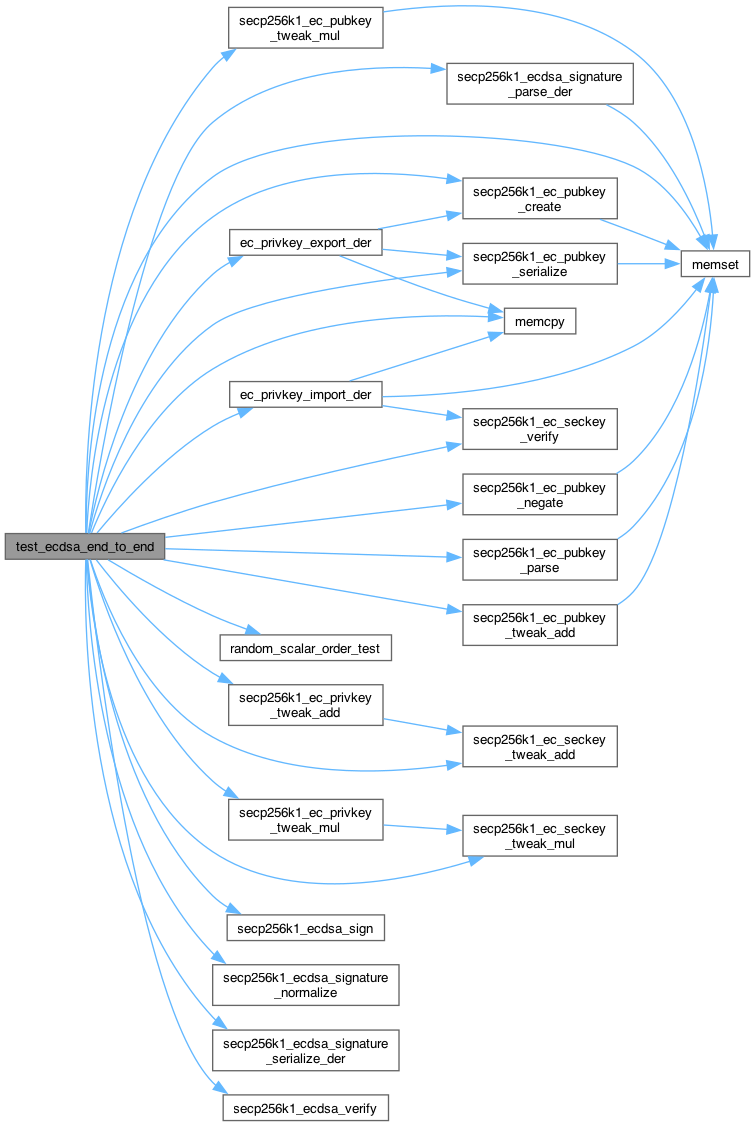 secp256k1_ec_pubkey
_tweak_mul
secp256k1_ecdsa_signature
_parse_der
secp256k1_ec_pubkey
_create
ec_privkey_export_der
secp256k1_ec_pubkey
_serialize
memset
memcpy
ec_privkey_import_der
secp256k1_ec_seckey
_verify
secp256k1_ec_pubkey
_negate
test_ecdsa_end_to_end
secp256k1_ec_pubkey
_parse
secp256k1_ec_pubkey
_tweak_add
random_scalar_order_test
secp256k1_ec_privkey
_tweak_add
secp256k1_ec_seckey
_tweak_add
secp256k1_ec_privkey
_tweak_mul
secp256k1_ec_seckey
_tweak_mul
secp256k1_ecdsa_sign
secp256k1_ecdsa_signature
_normalize
secp256k1_ecdsa_signature
_serialize_der
secp256k1_ecdsa_verify